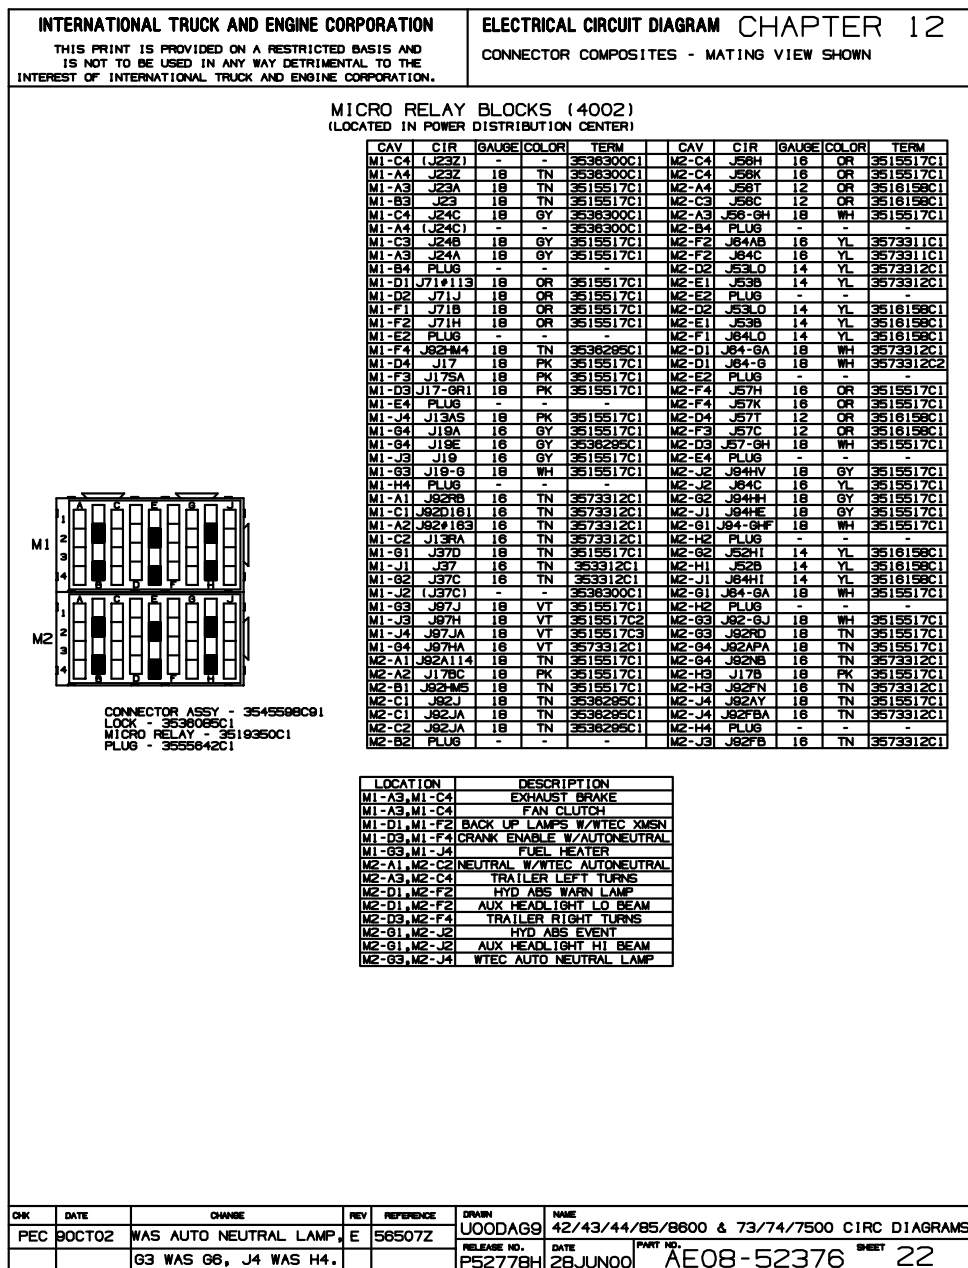 INTERNATIONAL TRUCK AND ENGINE CORPORATION
THIS PRINT IS PROVIDED ON A RESTRICTED BASIS AND
IS NOT TO BE USED IN ANY WAY DETRIMENTAL TO THE
INTEREST OF INTERNATIONAL TRUCK AND ENGINE CORPORATION.
ELECTRICAL CIRCUIT DIAGRAM CHAPTER 12
CONNECTOR COMPOSITES - MATING VIEW SHOWN
MICRO RELAY BLOCKS (4002)
(LOCATED IN POWER DISTRIBUTION CENTER)
CAV CIR GAUGE COLOR TERM CAV CIR GAUGE COLOR TERM
M1-C4 (J23Z) - - 3536300C1 M2-C4 J56H 16 OR 3515517C1
M1-A4 J23Z 18 TN 3536300C1 M2-C4 J56K 16 OR 3515517C1
M1-A3 J23A 18 TN 3515517C1 M2-A4 J56T 12 OR 3516158C1
M1-B3 J23 18 TN 3515517C1 M2-C3 J56C 12 OR 3516158C1
M1-C4 J24C 18 GY 3536300C1 M2-A3 J56-GH 18 WH 3515517C1
M1-A4 (J24C) - - 3536300C1 M2-B4 PLUG - - -
M1-C3 J24B 18 GY 3515517C1 M2-F2 J64AB 16 YL 3573311C1
M1-A3 J24A 18 GY 3515517C1 M2-F2 J64C 16 YL 3573311C1
M1-B4 PLUG - - - M2-D2 J53LO 14 YL 3573312C1
M1-D1 J71#113 18 OR 3515517C1 M2-E1 J53B 14 YL 3573312C1
M1-D2 J71J 18 OR 3515517C1 M2-E2 PLUG - - -
M1-F1 J71B 18 OR 3515517C1 M2-D2 J53LO 14 YL 3516158C1
M1-F2 J71H 18 OR 3515517C1 M2-E1 J53B 14 YL 3516158C1
M1-E2 PLUG - - - M2-F1 J64LO 14 YL 3516158C1
M1-F4 J92HM4 18 TN 3536295C1 M2-D1 J64-GA 18 WH 3573312C1
M1-D4 J17 18 PK 3515517C1 M2-D1 J64-G 18 WH 3573312C2
M1-F3 J17SA 18 PK 3515517C1 M2-E2 PLUG - - -
M1-D3 J17-GR1 18 PK 3515517C1 M2-F4 J57H 16 OR 3515517C1
M1-E4 PLUG - - - M2-F4 J57K 16 OR 3515517C1
M1-J4 J13AS 18 PK 3515517C1 M2-D4 J57T 12 OR 3516158C1
M1-G4 J19A 16 GY 3515517C1 M2-F3 J57C 12 OR 3516158C1
M1-G4 J19E 16 GY 3536295C1 M2-D3 J57-GH 18 WH 3515517C1
M1-J3 J19 16 GY 3515517C1 M2-E4 PLUG - - -
M1-G3 J19-G 18 WH 3515517C1 M2-J2 J94HV 18 GY 3515517C1
M1-H4 PLUG - - - M2-J2 J64C 16 YL 3515517C1
M1-A1 J92RB 16 TN 3573312C1 M2-G2 J94HH 18 GY 3515517C1
M1-C1 J92D161 16 TN 3573312C1 M2-J1 J94HE 18 GY 3515517C1
M1-A2 J92#163 16 TN 3573312C1 M2-G1 J94-GHF 18 WH 3515517C1
M1-C2 J13RA 16 TN 3573312C1 M2-H2 PLUG - - -
M1-G1 J37D 18 TN 3515517C1 M2-G2 J52HI 14 YL 3516158C1
M1-J1 J37 16 TN 353312C1 M2-H1 J52B 14 YL 3516158C1
M1-G2 J37C 16 TN 353312C1 M2-J1 J64HI 14 YL 3516158C1
M1-J2 (J37C) - - 3536300C1 M2-G1 J64-GA 18 WH 3515517C1
M1-G3 J97J 18 VT 3515517C1 M2-H2 PLUG - - -
M1-J3 J97H 18 VT 3515517C2 M2-G3 J92-GJ 18 WH 3515517C1
M1-J4 J97JA 18 VT 3515517C3 M2-G3 J92RD 18 TN 3515517C1
M1-G4 J97HA 16 VT 3573312C1 M2-G4 J92APA 18 TN 3515517C1
M2-A1 J92A114 18 TN 3515517C1 M2-G4 J92NB 16 TN 3573312C1
M2-A2 J17BC 18 PK 3515517C1 M2-H3 J17B 18 PK 3515517C1
M2-B1 J92HM5 18 TN 3515517C1 M2-H3 J92FN 16 TN 3573312C1
M2-C1 J92J 18 TN 3536295C1 M2-J4 J92AY 18 TN 3515517C1
M2-C1 J92JA 18 TN 3536295C1 M2-J4 J92FBA 16 TN 3573312C1
M2-C2 J92JA 18 TN 3536295C1 M2-H4 PLUG - - -
M2-B2 PLUG - - - M2-J3 J92FB 16 TN 3573312C1
A C E G J
1
2
3
4
B D F H
M1
A C E G J
1
2
3
4
B D F H
M2
CONNECTOR ASSY - 3545598C91
LOCK - 3536085C1
MICRO RELAY - 3519350C1
PLUG - 3555642C1
LOCATION DESCRIPTION
M1-A3,M1-C4 EXHAUST BRAKE
M1-A3,M1-C4 FAN CLUTCH
M1-D1,M1-F2 BACK UP LAMPS W/WTEC XMSN
M1-D3,M1-F4 CRANK ENABLE W/AUTONEUTRAL
M1-G3,M1-J4 FUEL HEATER
M2-A1,M2-C2 NEUTRAL W/WTEC AUTONEUTRAL
M2-A3,M2-C4 TRAILER LEFT TURNS
M2-D1,M2-F2 HYD ABS WARN LAMP
M2-D1,M2-F2 AUX HEADLIGHT LO BEAM
M2-D3,M2-F4 TRAILER RIGHT TURNS
M2-G1,M2-J2 HYD ABS EVENT
M2-G1,M2-J2 AUX HEADLIGHT HI BEAM
M2-G3,M2-J4 WTEC AUTO NEUTRAL LAMP
CHK DATE CHANGE REV REFERENCE DRAWN NAME
PEC 9OCT02 WAS AUTO NEUTRAL LAMP, E 56507Z U00DAG9 42/43/44/85/8600 & 73/74/7500 CIRC DIAGRAMS
G3 WAS G6, J4 WAS H4. RELEASE NO. P52778H DATE 28JUN00 PART NO. AE08-52376 SHEET 22